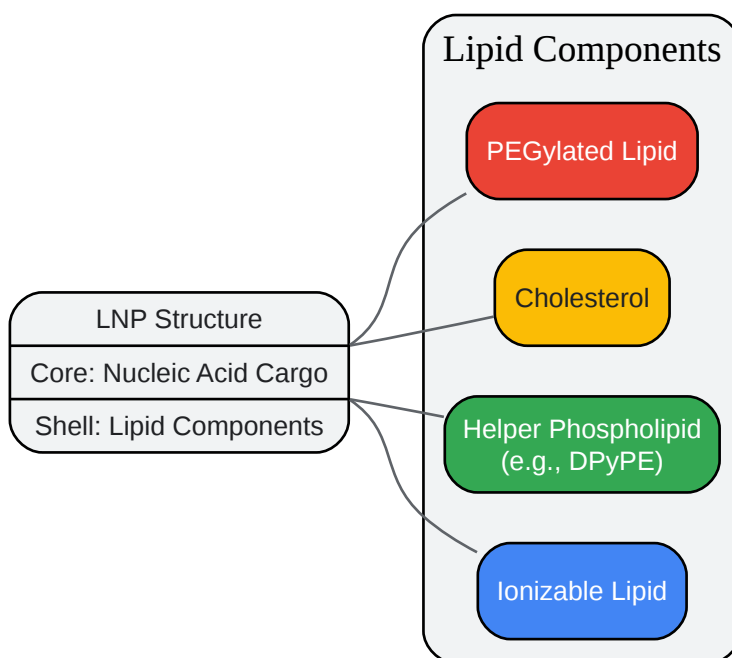 Lipid Components
PEGylated Lipid
Cholesterol
LNP Structure
Core: Nucleic Acid Cargo
Shell: Lipid Components
Helper Phospholipid
(e.g., DPyPE)
Ionizable Lipid